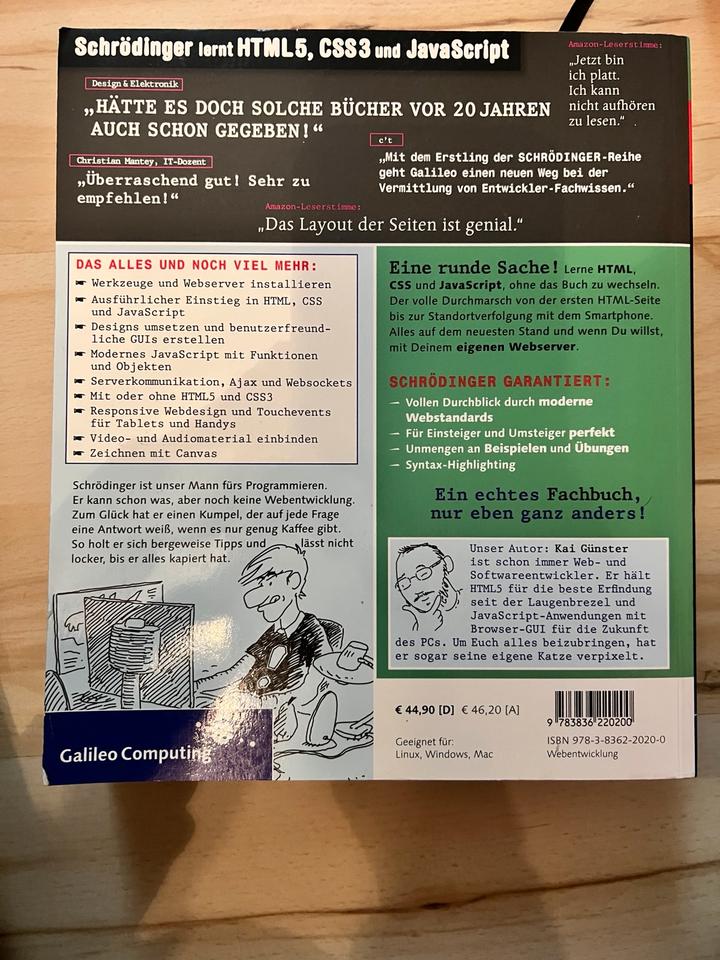 Schrödinger lernt HTML5, CSS3 und JavaScript
Amazon-Leserstimme:
„Jetzt bin
ich platt.
Ich kann
nicht aufhören
zu lesen.“
Design & Elektronik
„HÄTTE ES DOCH SOLCHE BÜCHER VOR 20 JAHREN
AUCH SCHON GEGEBEN!“
c't
„Mit dem Erstling der SCHRÖDINGER-Reihe
geht Galileo einen neuen Weg bei der
Vermittlung von Entwickler-Fachwissen.“
Christian Mantey, IT-Dozent
„Überraschend gut! Sehr zu
empfehlen!“
Amazon-Leserstimme:
„Das Layout der Seiten ist genial.“
DAS ALLES UND NOCH VIEL MEHR:
Werkzeuge und Webserver installieren
Ausführlicher Einstieg in HTML, CSS
und JavaScript
Designs umsetzen und benutzerfreund-
liche GUIs erstellen
Modernes JavaScript mit Funktionen
und Objekten
Serverkommunikation, Ajax und Websockets
Mit oder ohne HTML5 und CSS3
Responsive Webdesign und Touchevents
für Tablets und Handys
Video- und Audiomaterial einbinden
Zeichnen mit Canvas
Schrödinger ist unser Mann fürs Programmieren.
Er kann schon was, aber noch keine Webentwicklung.
Zum Glück hat er einen Kumpel, der auf jede Frage
eine Antwort weiß, wenn es nur genug Kaffee gibt.
So holt er sich bergeweise Tipps und lässt nicht
locker, bis er alles kapiert hat.
Galileo Computing
Eine runde Sache! Lerne HTML,
CSS und JavaScript, ohne das Buch zu wechseln.
Der volle Durchmarsch von der ersten HTML-Seite
bis zur Standortverfolgung mit dem Smartphone.
Alles auf dem neuesten Stand und wenn Du willst,
mit Deinem eigenen Webserver.
SCHRÖDINGER GARANTIERT:
— Vollen Durchblick durch moderne
Webstandards
— Für Einsteiger und Umsteiger perfekt
— Unmengen an Beispielen und Übungen
— Syntax-Highlighting
Ein echtes Fachbuch,
nur eben ganz anders!
Unser Autor: Kai Günster
ist schon immer Web- und
Softwareentwickler. Er hält
HTML5 für die beste Erfindung
seit der Laugenbrezel und
JavaScript-Anwendungen mit
Browser-GUI für die Zukunft
des PCs. Um Euch alles beizubringen, hat
er sogar seine eigene Katze verpixelt.
€ 44,90 [D] € 46,20 [A]
9 783836 220200
Geeignet für:
Linux, Windows, Mac
ISBN 978-3-8362-2020-0
Webentwicklung